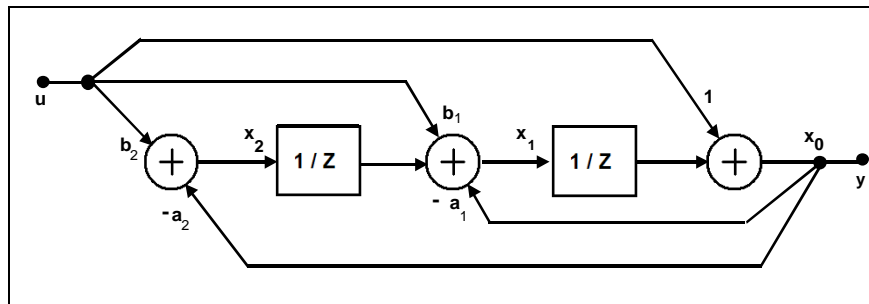 u
b₂
x₂
1 / Z
-a₂
b₁
- a₁
x₁
1 / Z
1
x₀
y